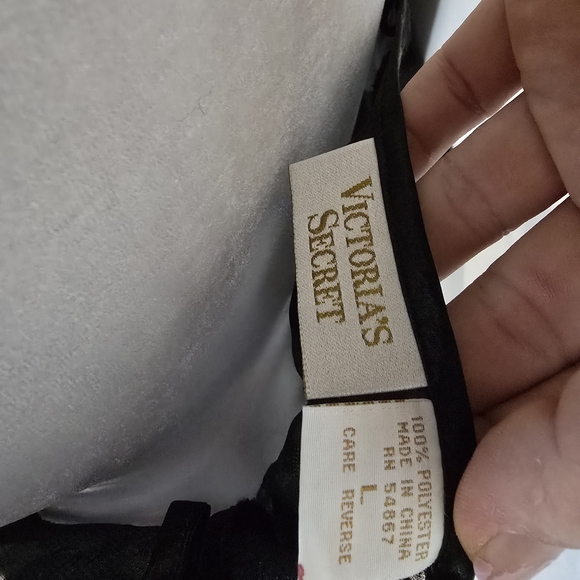 VICTORIA'S
SECRET
100% POLYESTER
MADE IN CHINA
RN 54867
L
CARE REVERSE